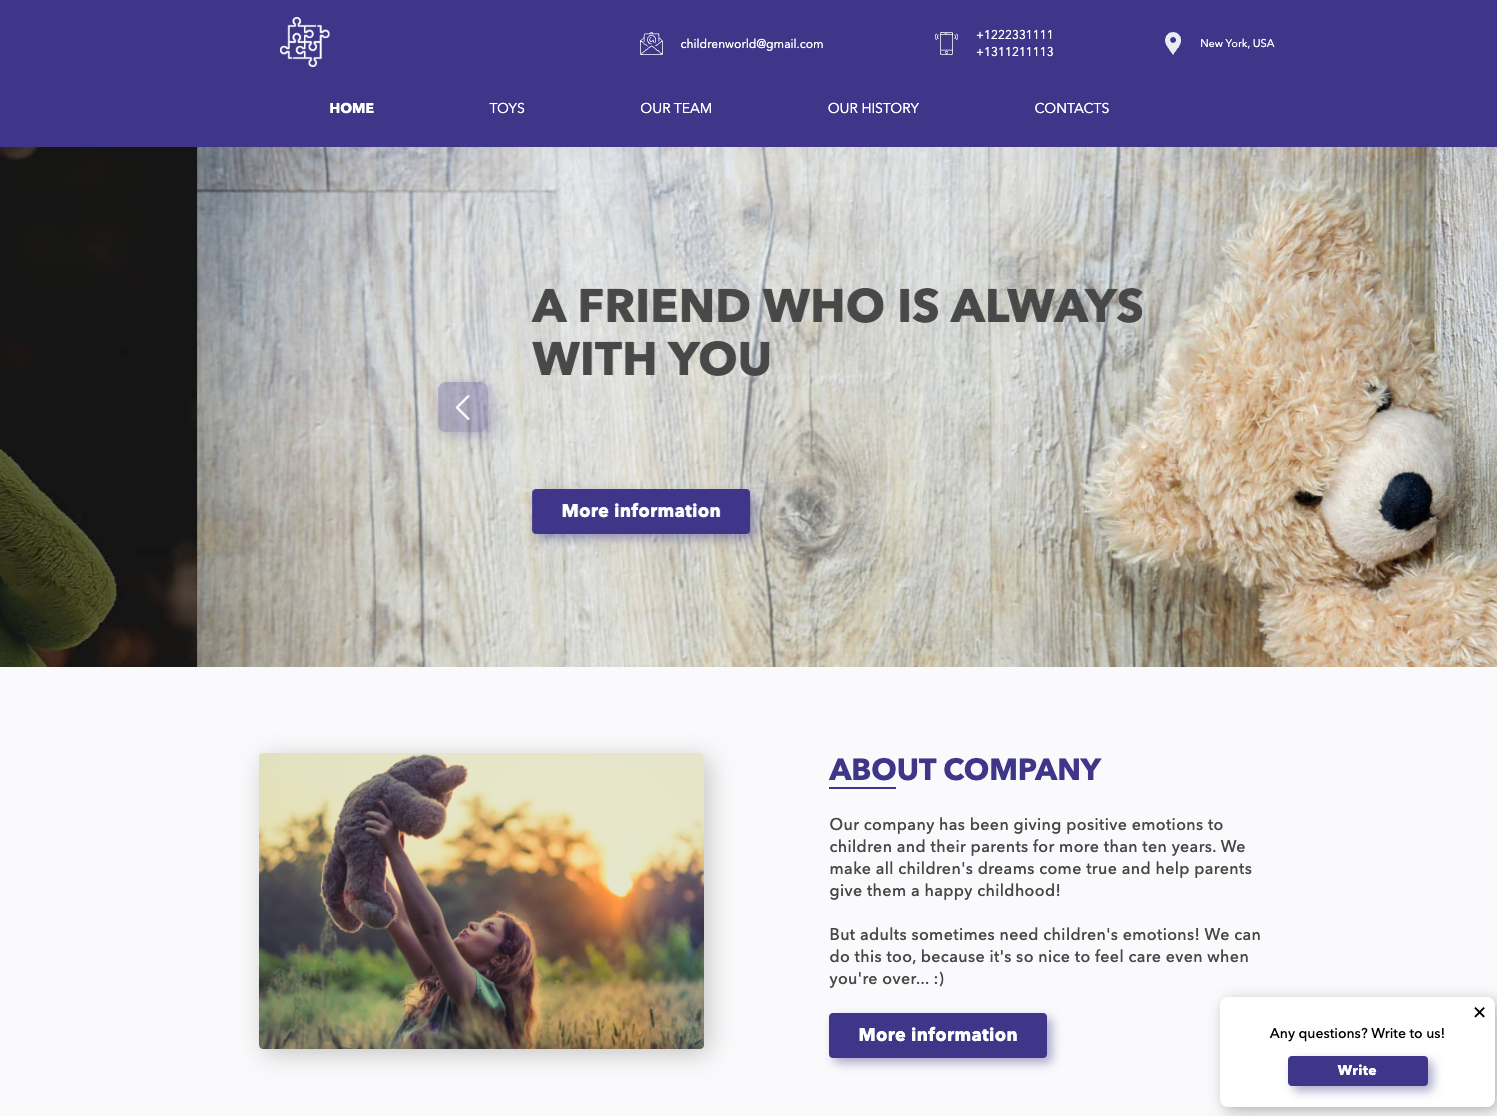 childrenworld@gmail.com
+1222331111
+1311211113
New York, USA
HOME
TOYS
OUR TEAM
OUR HISTORY
CONTACTS
A FRIEND WHO IS ALWAYS
WITH YOU
More information
ABOUT COMPANY
Our company has been giving positive emotions to
children and their parents for more than ten years. We
make all children's dreams come true and help parents
give them a happy childhood!
But adults sometimes need children's emotions! We can
do this too, because it's so nice to feel care even when
you're over... :)
More information
Any questions? Write to us!
Write